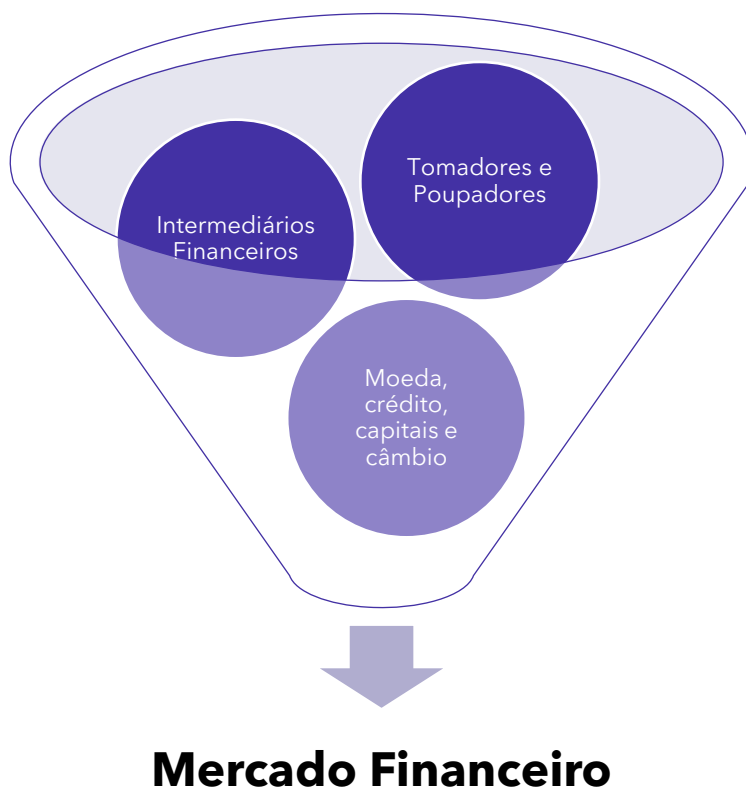 Tomadores e
Poupadores
Intermediários
Financeiros
Moeda,
crédito,
capitais e
câmbio
Mercado Financeiro